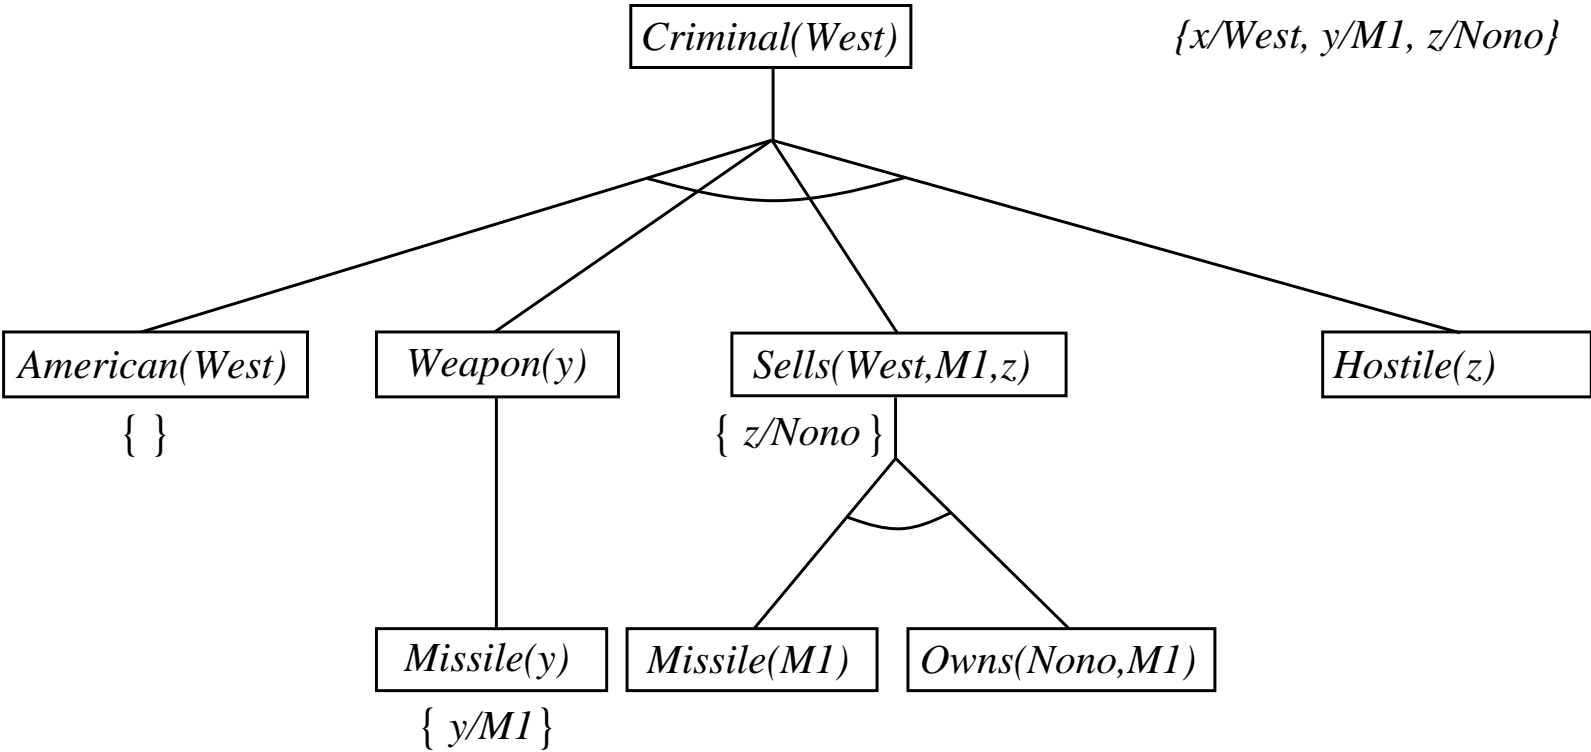 Criminal(West)
{x/West, y/M1, z/Nono}
American(West)
Weapon(y)
Sells(West,M1,z)
Hostile(z)
{ }
{ z/Nono }
Missile(y)
Missile(M1)
Owns(Nono,M1)
{ y/M1 }